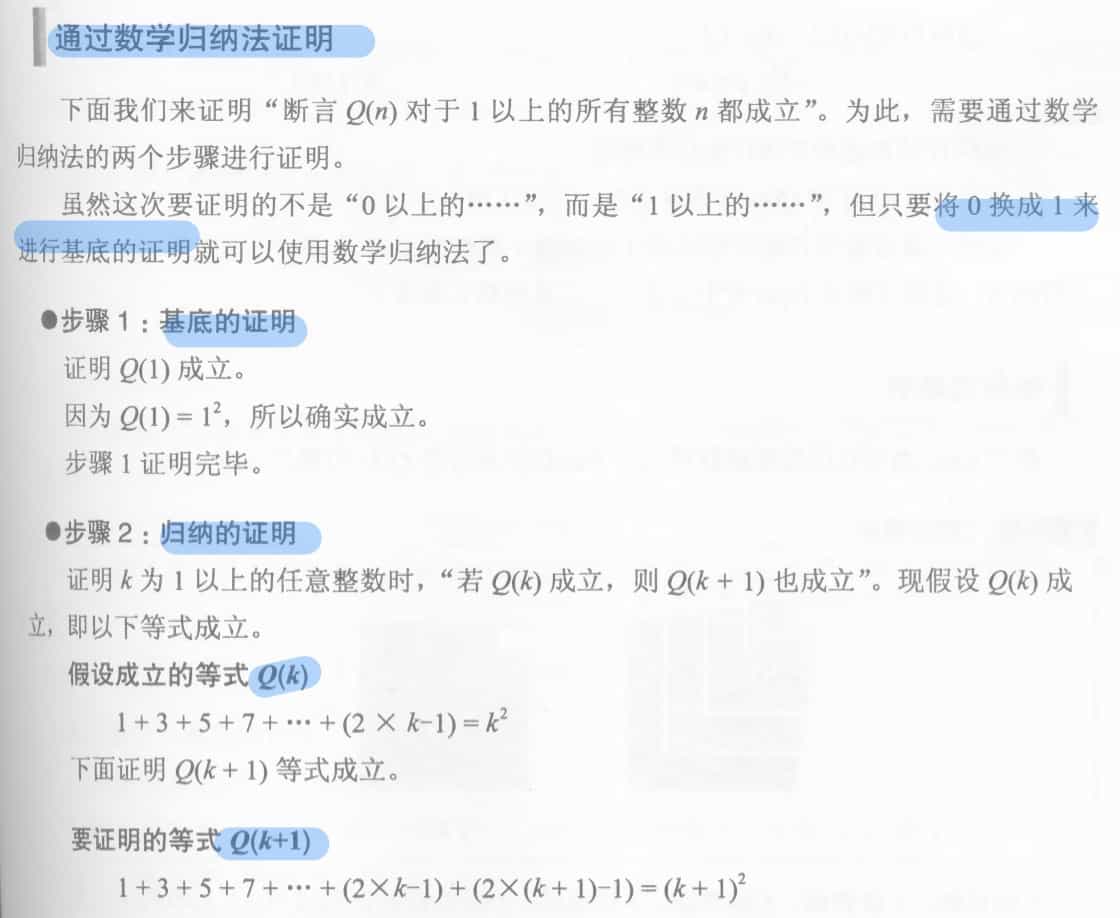 通过数学归纳法证明
下面我们来证明“断言 Q(n) 对于 1 以上的所有整数 n 都成立”。为此，需要通过数学
归纳法的两个步骤进行证明。
虽然这次要证明的不是“0 以上的……”，而是“1 以上的……”，但只要将 0 换成 1 来
进行基底的证明就可以使用数学归纳法了。
●步骤 1：基底的证明
证明 Q(1) 成立。
因为 Q(1) = 1²，所以确实成立。
步骤 1 证明完毕。
●步骤 2：归纳的证明
证明 k 为 1 以上的任意整数时，“若 Q(k) 成立，则 Q(k + 1) 也成立”。现假设 Q(k) 成
立，即以下等式成立。
假设成立的等式 Q(k)
1 + 3 + 5 + 7 + … + (2 × k−1) = k²
下面证明 Q(k + 1) 等式成立。
要证明的等式 Q(k+1)
1 + 3 + 5 + 7 + … + (2×k−1) + (2×(k + 1)−1) = (k + 1)²